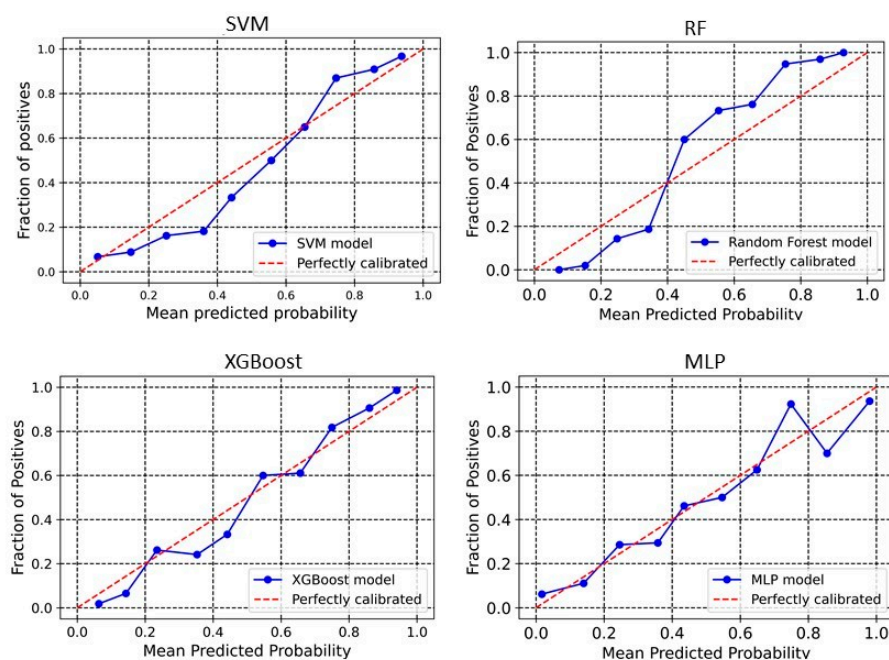 SVM
1.0
0.8
0.6
0.4
0.2
0.0
Fraction of positives
SVM model
Perfectly calibrated
0.0 0.2 0.4 0.6 0.8 1.0
Mean predicted probability
RF
1.0
0.8
0.6
0.4
0.2
0.0
Fraction of Positives
Random Forest model
Perfectly calibrated
0.0 0.2 0.4 0.6 0.8 1.0
Mean Predicted Probability
XGBoost
1.0
0.8
0.6
0.4
0.2
0.0
Fraction of Positives
XGBoost model
Perfectly calibrated
0.0 0.2 0.4 0.6 0.8 1.0
Mean Predicted Probability
MLP
1.0
0.8
0.6
0.4
0.2
0.0
Fraction of Positives
MLP model
Perfectly calibrated
0.0 0.2 0.4 0.6 0.8 1.0
Mean Predicted Probability